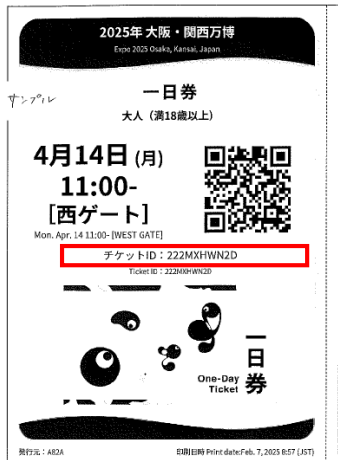 2025年 大阪・関西万博
Expo 2025 Osaka, Kansai, Japan
サンプル
一日券
大人（満18歳以上）
4月14日 (月)
11:00-
[西ゲート]
Mon. Apr. 14 11:00- [WEST GATE]
チケットID：222MXHWN2D
Ticket ID：222MXHWN2D
一日券
One-Day
Ticket
発行元：A82A
印刷日時 Print date:Feb. 7, 2025 8:57 (JST)